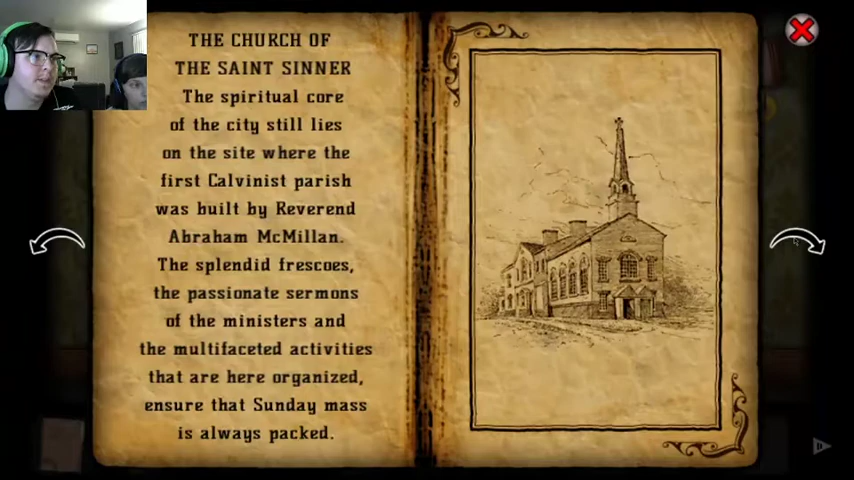 THE CHURCH OF
THE SAINT SINNER
The spiritual core
of the city still lies
on the site where the
first Calvinist parish
was built by Reverend
Abraham McMillan.
The splendid frescoes,
the passionate sermons
of the ministers and
the multifaceted activities
that are here organized,
ensure that Sunday mass
is always packed.